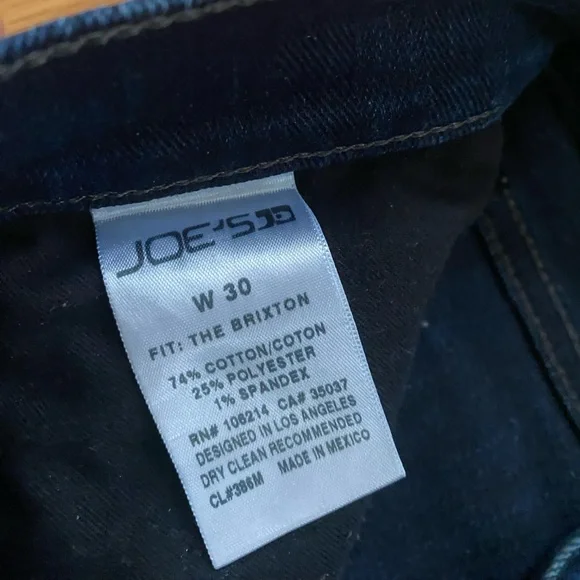 JOE'S
W 30
FIT: THE BRIXTON
74% COTTON/COTON
25% POLYESTER
1% SPANDEX
RN# 108214 CA# 35037
DESIGNED IN LOS ANGELES
DRY CLEAN RECOMMENDED
CL#386M MADE IN MEXICO